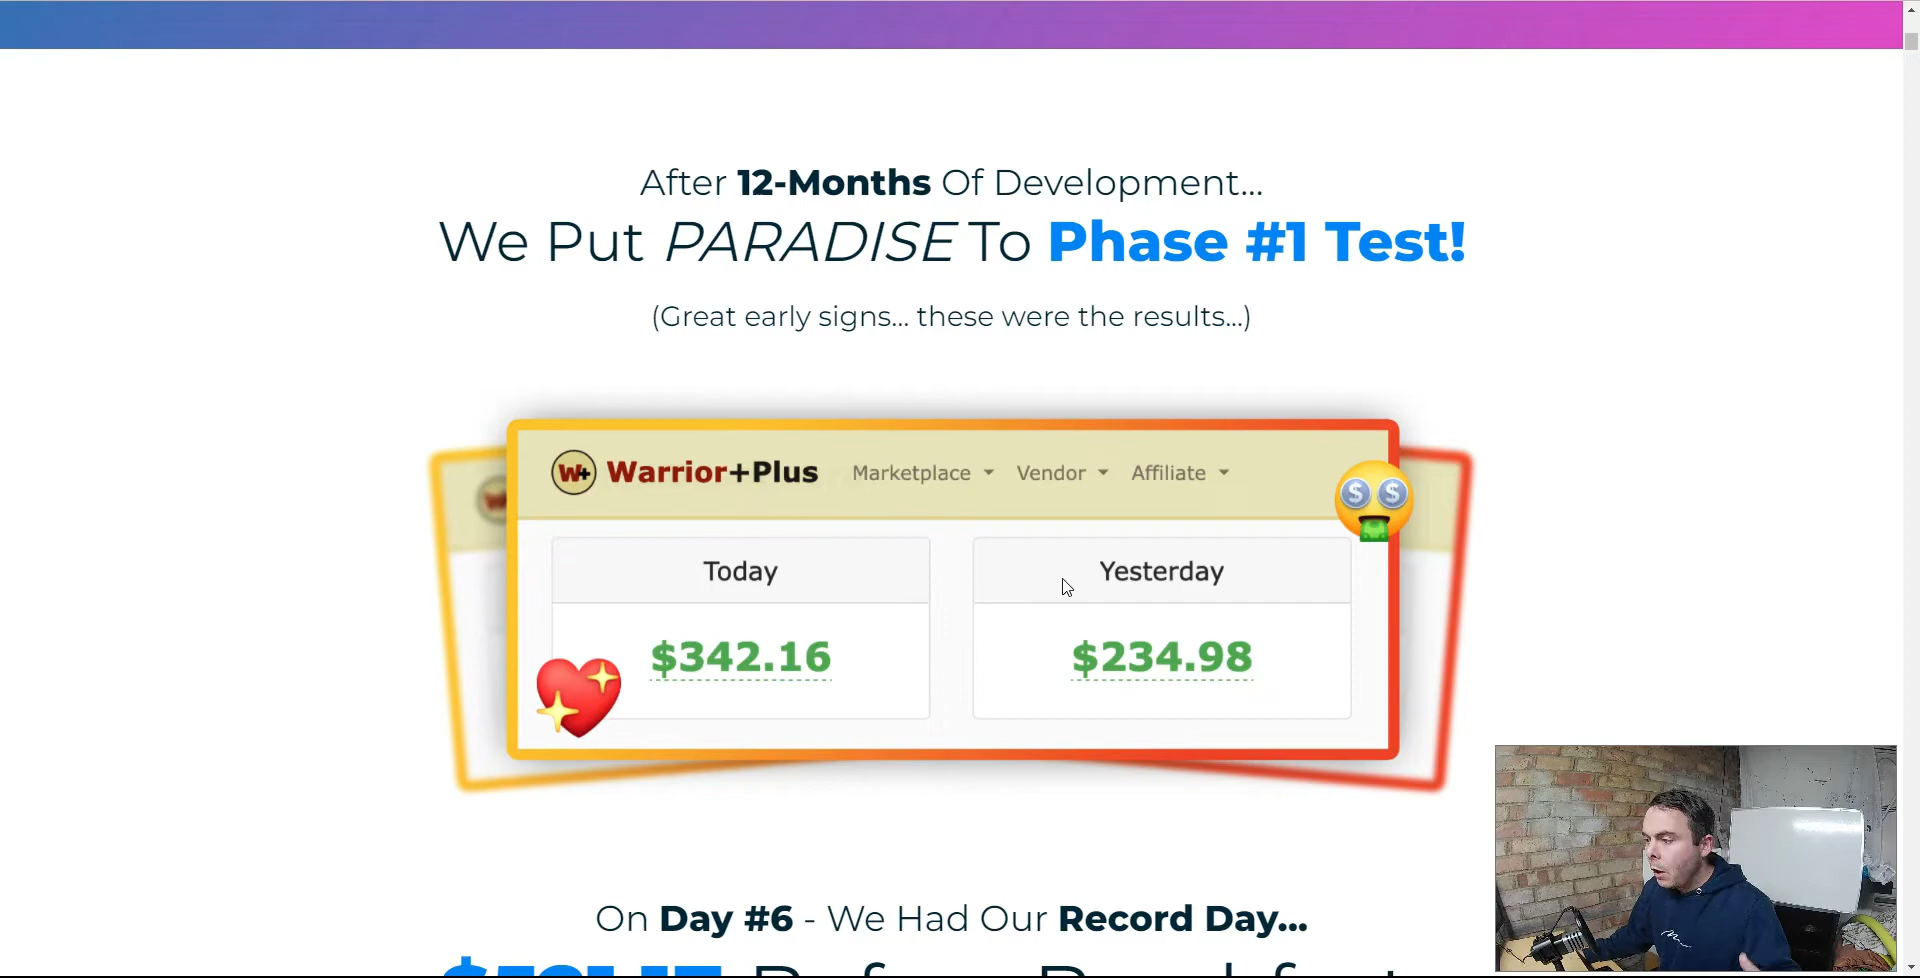 After 12-Months Of Development...
We Put PARADISE To Phase #1 Test!
(Great early signs... these were the results...)
W+ Warrior+Plus Marketplace Vendor Affiliate
Today Yesterday
$342.16 $234.98
On Day #6 - We Had Our Record Day...